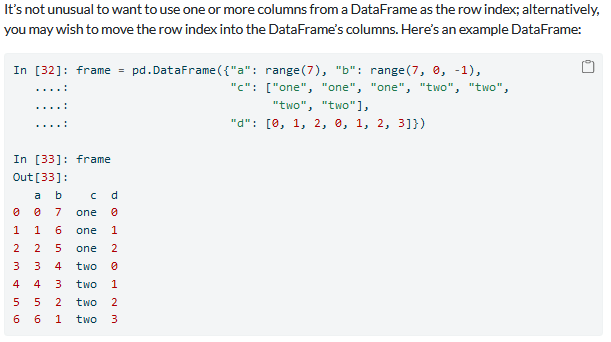 It's not unusual to want to use one or more columns from a DataFrame as the row index; alternatively,
you may wish to move the row index into the DataFrame's columns. Here's an example DataFrame:
In [32]: frame = pd.DataFrame({"a": range(7), "b": range(7, 0, -1),
   ....:                       "c": ["one", "one", "one", "two", "two",
   ....:                             "two", "two"],
   ....:                       "d": [0, 1, 2, 0, 1, 2, 3]})
In [33]: frame
Out[33]:
   a  b    c  d
0  0  7  one  0
1  1  6  one  1
2  2  5  one  2
3  3  4  two  0
4  4  3  two  1
5  5  2  two  2
6  6  1  two  3